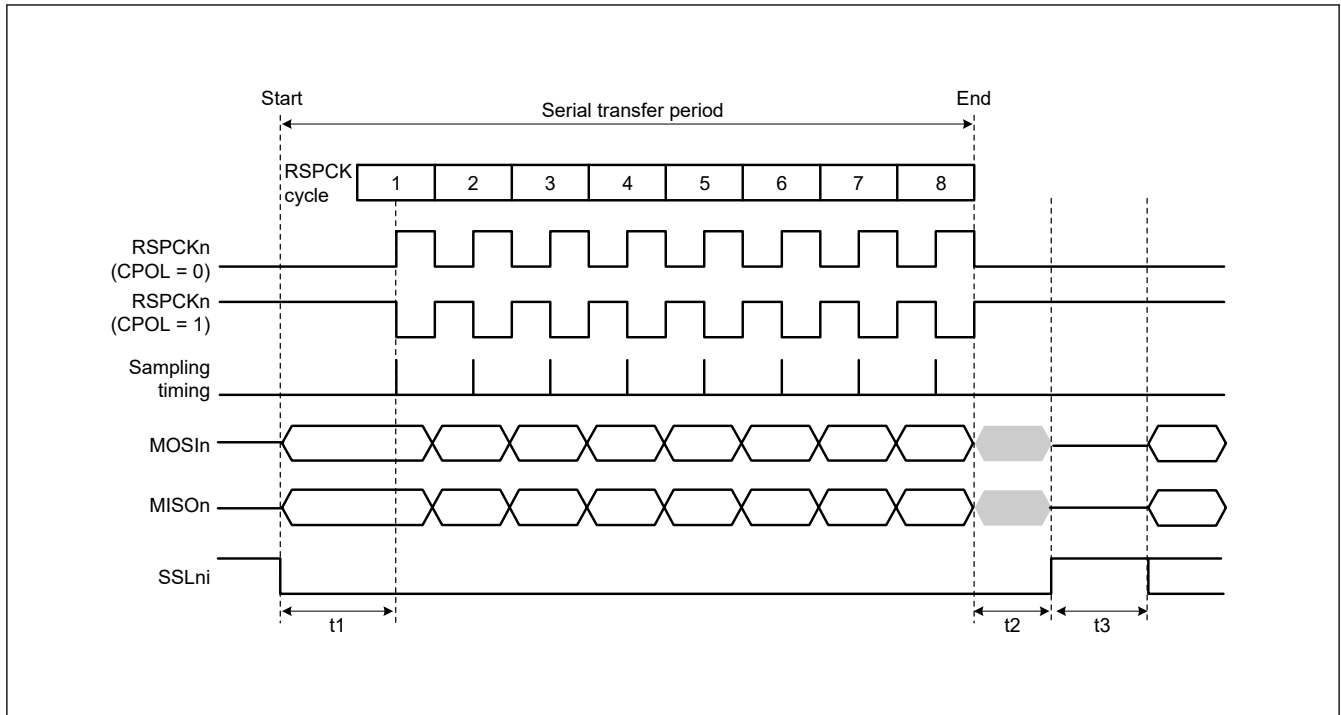 Start
End
Serial transfer period
RSPCK
cycle
1 2 3 4 5 6 7 8
RSPCKn
(CPOL = 0)
RSPCKn
(CPOL = 1)
Sampling
timing
MOSIn
MISOn
SSLni
t1 t2 t3